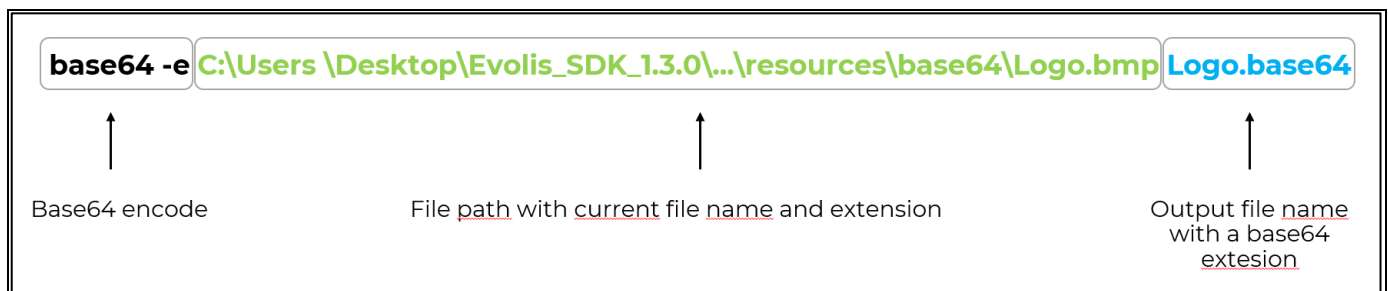 base64 -e C:\Users \Desktop\Evolis_SDK_1.3.0\...\resources\base64\Logo.bmp Logo.base64
Base64 encode
File path with current file name and extension
Output file name
with a base64
extesion